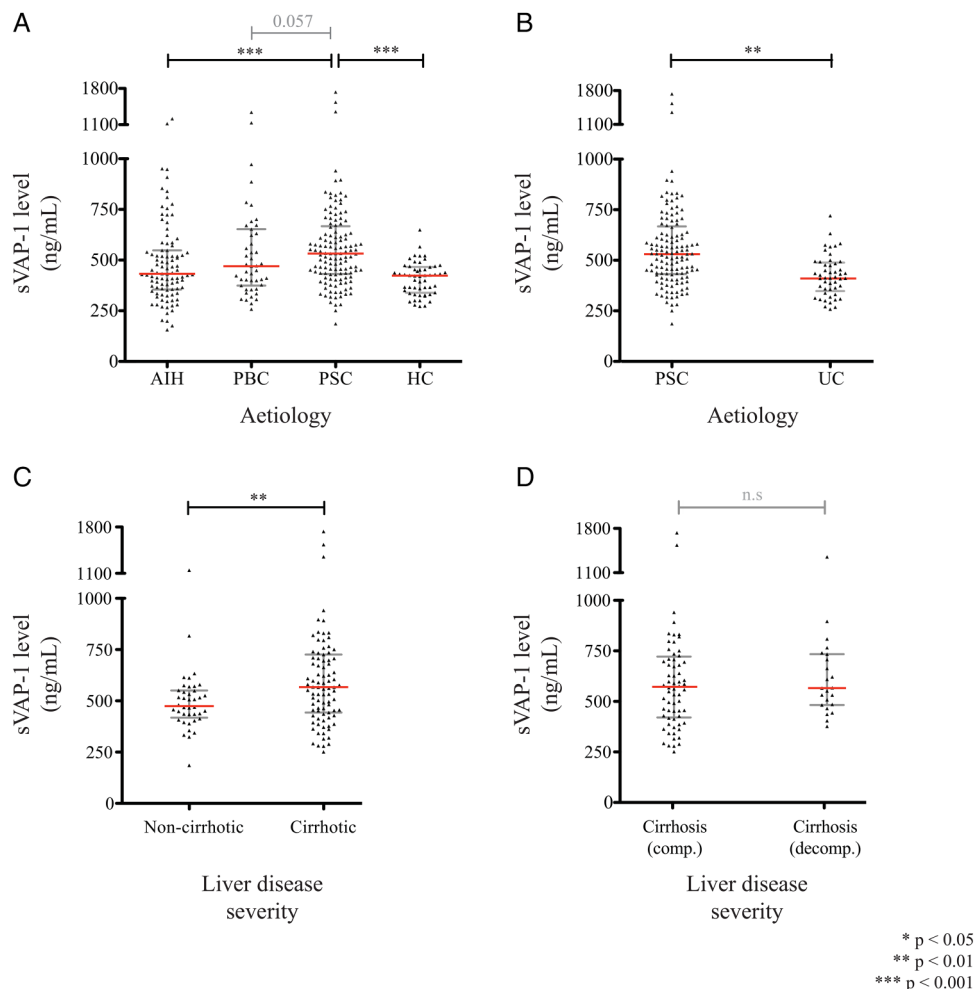 A
0.057
***
***
1800
1100
1000
750
500
250
0
sVAP-1 level
(ng/mL)
AIH PBC PSC HC
Aetiology
B
**
1800
1100
1000
750
500
250
0
sVAP-1 level
(ng/mL)
PSC UC
Aetiology
C
**
1800
1100
1000
750
500
250
0
sVAP-1 level
(ng/mL)
Non-cirrhotic Cirrhotic
Liver disease
severity
D
n.s
1800
1100
1000
750
500
250
0
sVAP-1 level
(ng/mL)
Cirrhosis Cirrhosis
(comp.) (decomp.)
Liver disease
severity
* p < 0.05
** p < 0.01
*** p < 0.001